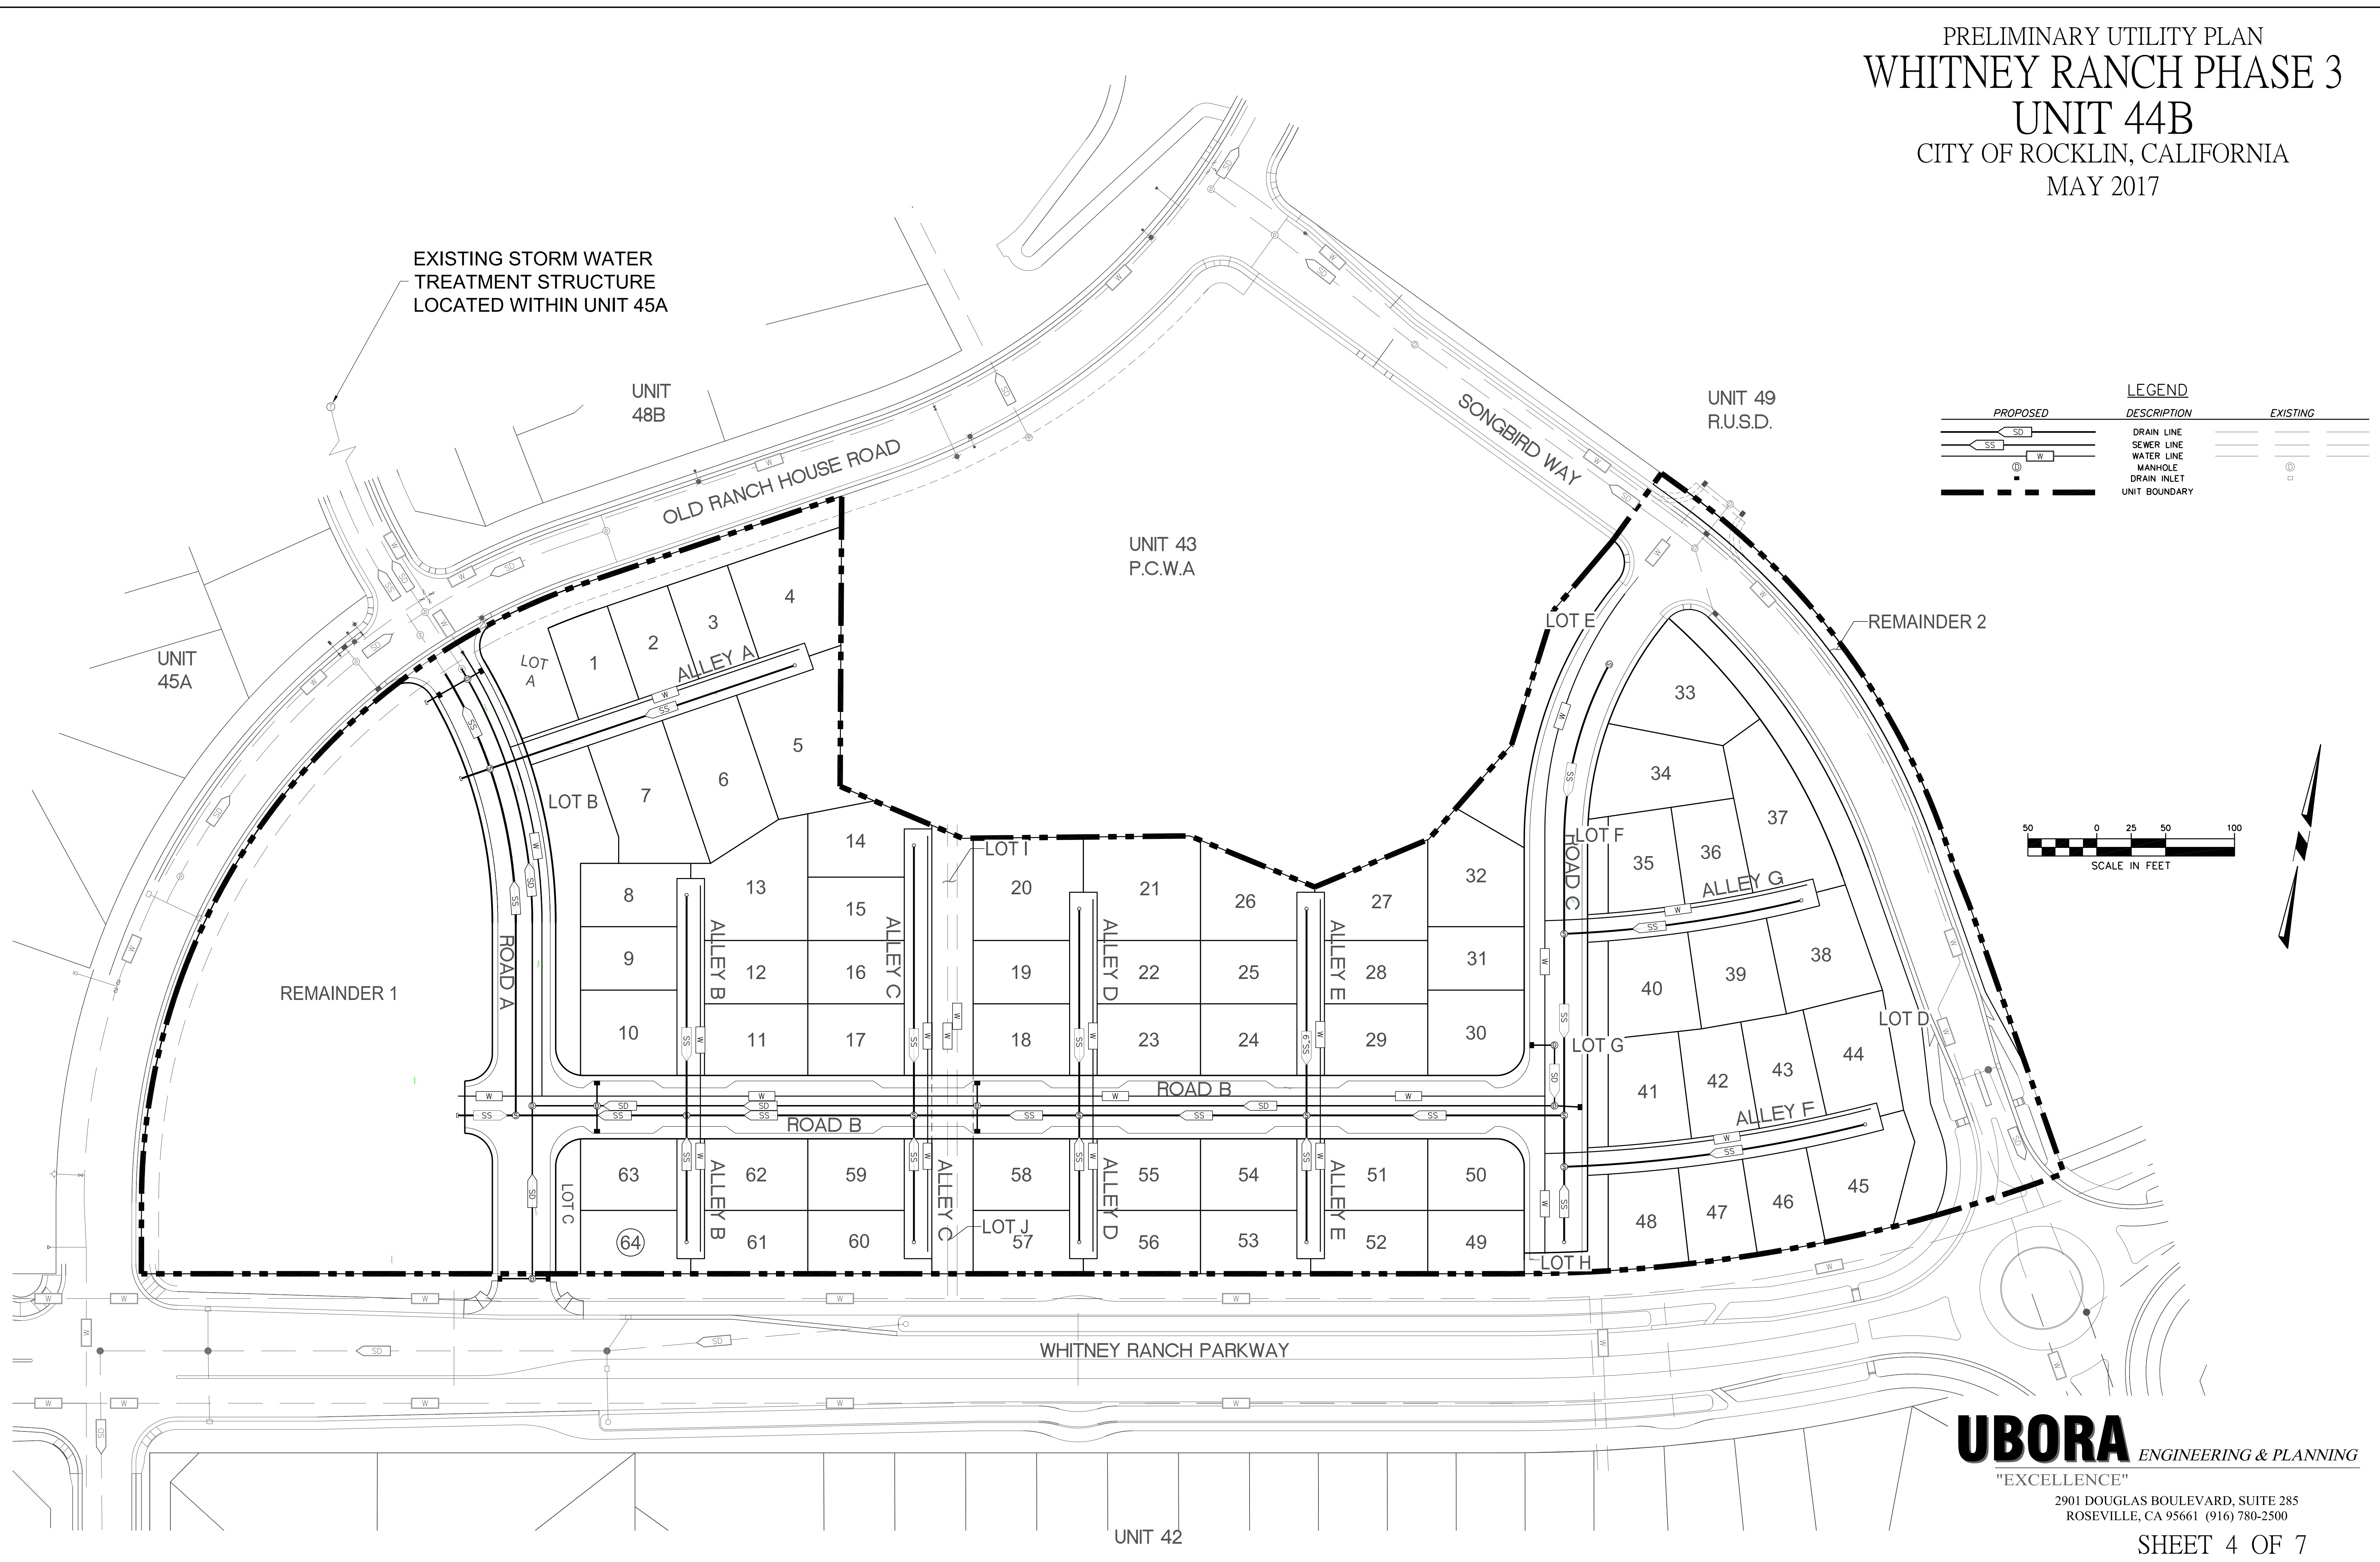 PRELIMINARY UTILITY PLAN
WHITNEY RANCH PHASE 3
UNIT 44B
CITY OF ROCKLIN, CALIFORNIA
MAY 2017
EXISTING STORM WATER
TREATMENT STRUCTURE
LOCATED WITHIN UNIT 45A
UNIT
48B
OLD RANCH HOUSE ROAD
SONGBIRD WAY
UNIT 49
R.U.S.D.
LEGEND
PROPOSED DESCRIPTION EXISTING
SD DRAIN LINE
SS SEWER LINE
W WATER LINE
D MANHOLE D
DRAIN INLET
UNIT BOUNDARY
UNIT 43
P.C.W.A
UNIT
45A
LOT
A
1
2
3
4
ALLEY A
LOT E
REMAINDER 2
33
34
5
6
7
LOT B
LOT F
ROAD C
35
36
37
50 0 25 50 100
SCALE IN FEET
14
LOT I
8
13
15
20
21
26
27
32
ALLEY G
ROAD A
ALLEY B
ALLEY C
ALLEY D
ALLEY E
9
12
16
19
22
25
28
31
40
39
38
REMAINDER 1
10
11
17
18
23
24
6"SS
29
30
LOT G
LOT D
41
42
43
44
ROAD B
ROAD B
ALLEY F
63
62
59
58
55
54
51
50
LOT C
ALLEY B
ALLEY C
ALLEY D
ALLEY E
48
47
46
45
64
61
60
LOT J
57
56
53
52
49
LOT H
WHITNEY RANCH PARKWAY
UNIT 42
UBORA ENGINEERING & PLANNING
"EXCELLENCE"
2901 DOUGLAS BOULEVARD, SUITE 285
ROSEVILLE, CA 95661 (916) 780-2500
SHEET 4 OF 7